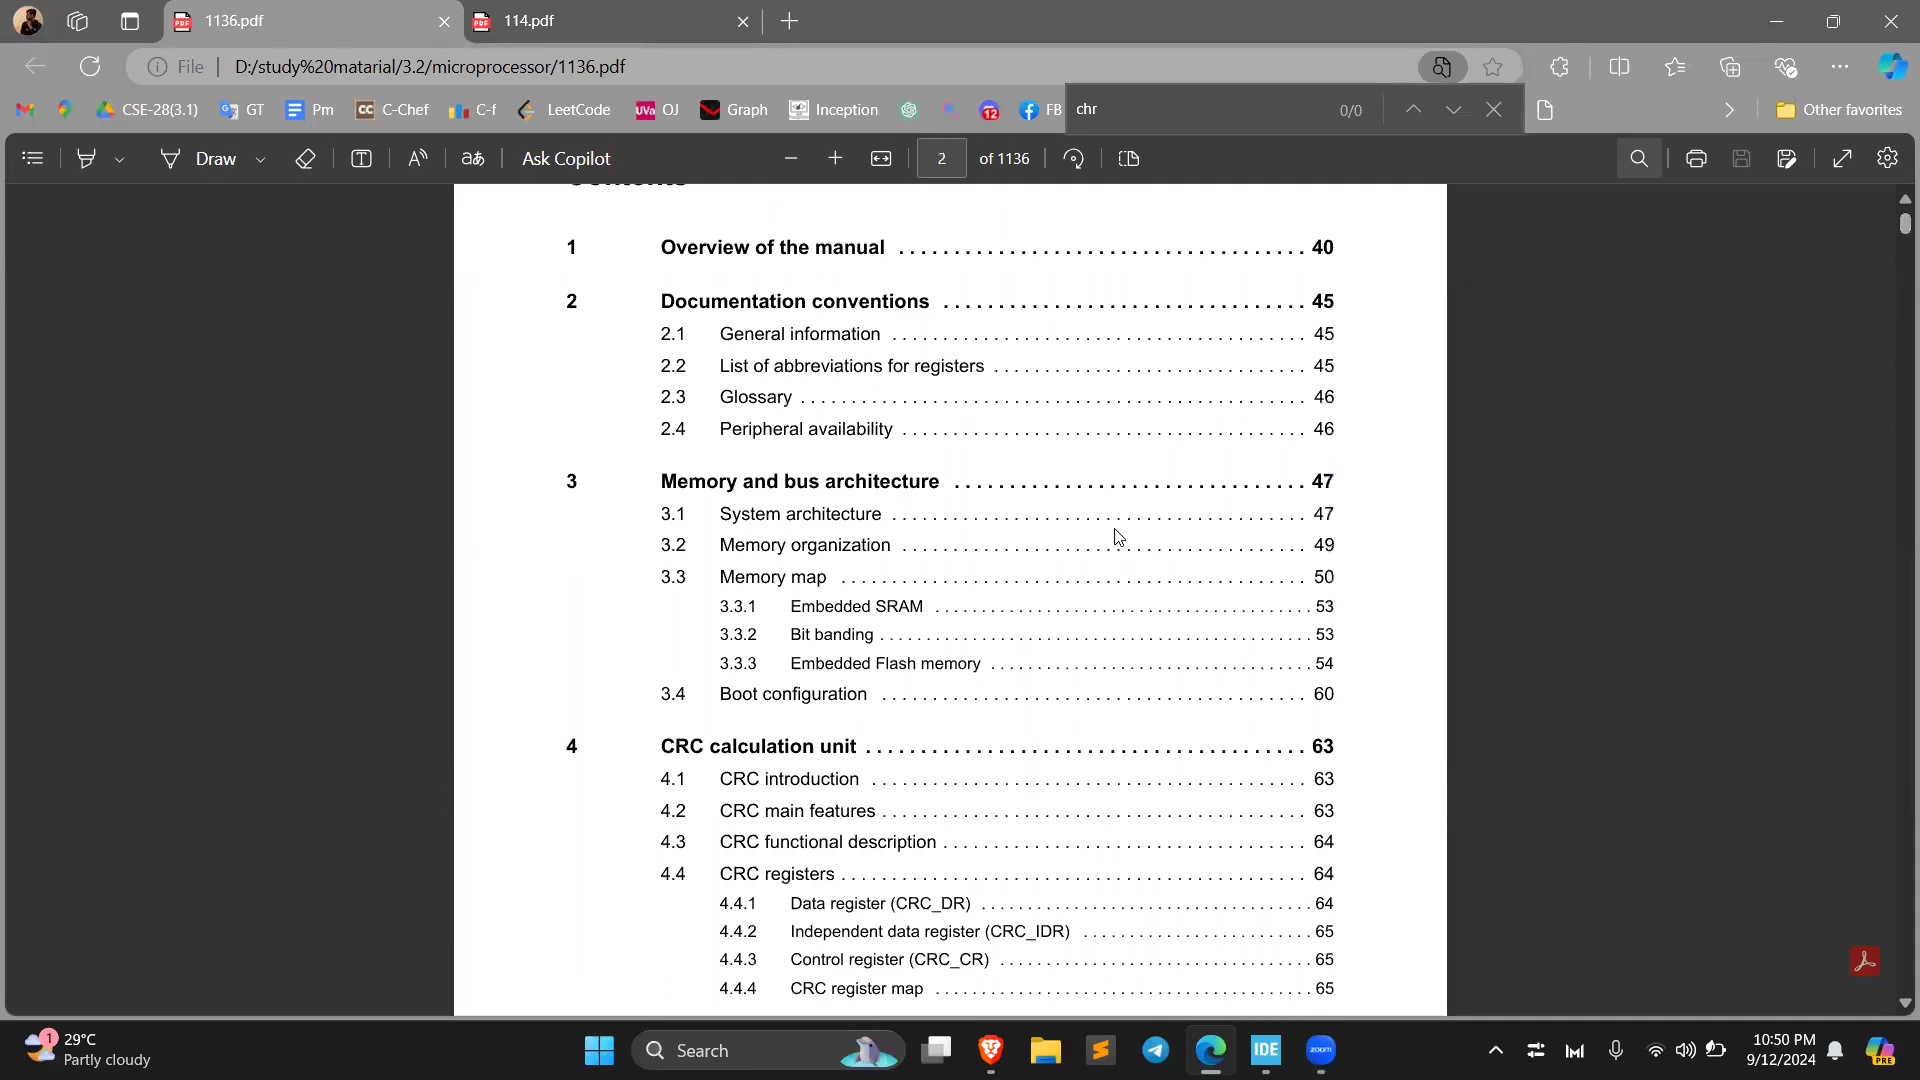 1136.pdf
114.pdf
File
D:/study%20matarial/3.2/microprocessor/1136.pdf
CSE-28(3.1) GT Pm C-Chef C-f LeetCode OJ Graph Inception 12 FB
chr 0/0
Other favorites
Draw
aあ
Ask Copilot
2 of 1136
1 Overview of the manual . . . . . . . . . . . . . . . . . . . . . . . . . . . . . . . . . . . . . 40
2 Documentation conventions . . . . . . . . . . . . . . . . . . . . . . . . . . . . . . . . . 45
2.1 General information . . . . . . . . . . . . . . . . . . . . . . . . . . . . . . . . . . . . . . . . . 45
2.2 List of abbreviations for registers . . . . . . . . . . . . . . . . . . . . . . . . . . . . . . 45
2.3 Glossary . . . . . . . . . . . . . . . . . . . . . . . . . . . . . . . . . . . . . . . . . . . . . . . . . 46
2.4 Peripheral availability . . . . . . . . . . . . . . . . . . . . . . . . . . . . . . . . . . . . . . . . 46
3 Memory and bus architecture . . . . . . . . . . . . . . . . . . . . . . . . . . . . . . . . 47
3.1 System architecture . . . . . . . . . . . . . . . . . . . . . . . . . . . . . . . . . . . . . . . . . 47
3.2 Memory organization . . . . . . . . . . . . . . . . . . . . . . . . . . . . . . . . . . . . . . . . 49
3.3 Memory map . . . . . . . . . . . . . . . . . . . . . . . . . . . . . . . . . . . . . . . . . . . . . 50
3.3.1 Embedded SRAM . . . . . . . . . . . . . . . . . . . . . . . . . . . . . . . . . . . . . . . . . 53
3.3.2 Bit banding . . . . . . . . . . . . . . . . . . . . . . . . . . . . . . . . . . . . . . . . . . . . . . . 53
3.3.3 Embedded Flash memory . . . . . . . . . . . . . . . . . . . . . . . . . . . . . . . . . . . 54
3.4 Boot configuration . . . . . . . . . . . . . . . . . . . . . . . . . . . . . . . . . . . . . . . . . . 60
4 CRC calculation unit . . . . . . . . . . . . . . . . . . . . . . . . . . . . . . . . . . . . . . . . 63
4.1 CRC introduction . . . . . . . . . . . . . . . . . . . . . . . . . . . . . . . . . . . . . . . . . . . 63
4.2 CRC main features . . . . . . . . . . . . . . . . . . . . . . . . . . . . . . . . . . . . . . . . . . 63
4.3 CRC functional description . . . . . . . . . . . . . . . . . . . . . . . . . . . . . . . . . . . . 64
4.4 CRC registers . . . . . . . . . . . . . . . . . . . . . . . . . . . . . . . . . . . . . . . . . . . . . 64
4.4.1 Data register (CRC_DR) . . . . . . . . . . . . . . . . . . . . . . . . . . . . . . . . . . . . 64
4.4.2 Independent data register (CRC_IDR) . . . . . . . . . . . . . . . . . . . . . . . . . 65
4.4.3 Control register (CRC_CR) . . . . . . . . . . . . . . . . . . . . . . . . . . . . . . . . . . 65
4.4.4 CRC register map . . . . . . . . . . . . . . . . . . . . . . . . . . . . . . . . . . . . . . . . . 65
1 29°C
Partly cloudy
Search
IDE
zoom
10:50 PM
9/12/2024
PRE